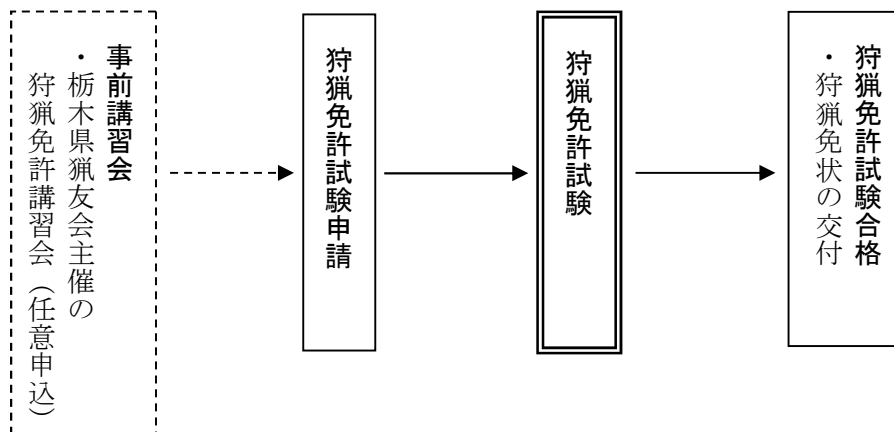 事前講習会
・栃木県猟友会主催の
狩猟免許講習会（任意申込）
狩猟免許試験申請
狩猟免許試験
狩猟免許試験合格
・狩猟免状の交付